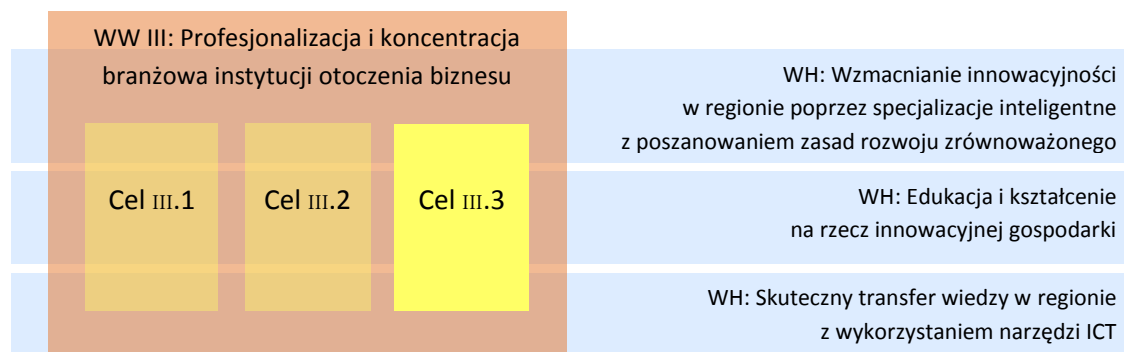 WW III: Profesjonalizacja i koncentracja
branżowa instytucji otoczenia biznesu
WH: Wzmacnianie innowacyjności
w regionie poprzez specjalizacje inteligentne
z poszanowaniem zasad rozwoju zrównoważonego
Cel III.1
Cel III.2
Cel III.3
WH: Edukacja i kształcenie
na rzecz innowacyjnej gospodarki
WH: Skuteczny transfer wiedzy w regionie
z wykorzystaniem narzędzi ICT